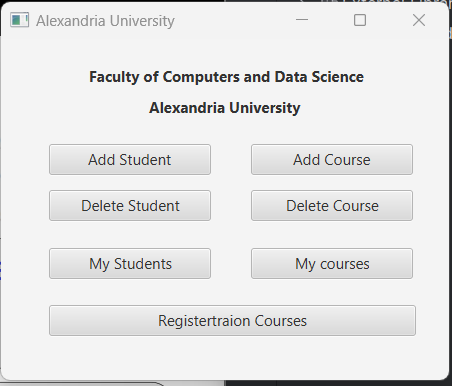 Alexandria University
Faculty of Computers and Data Science
Alexandria University
Add Student
Add Course
Delete Student
Delete Course
My Students
My courses
Registertraion Courses